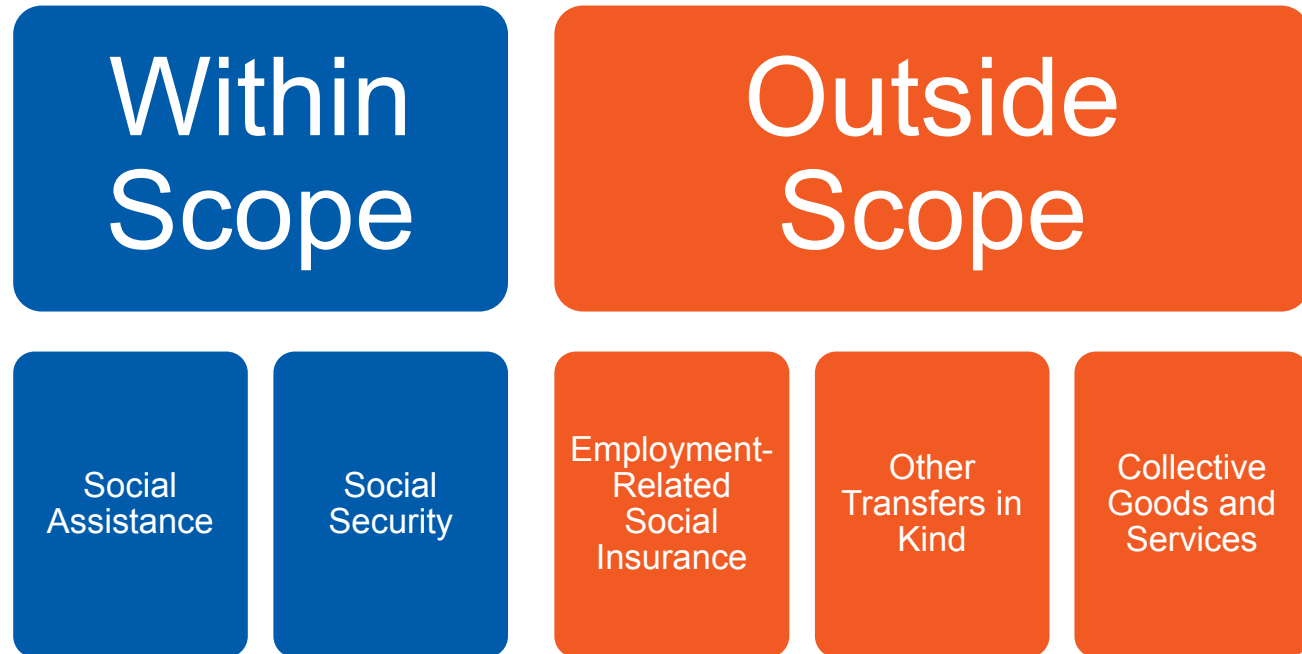 Within
Scope
Outside
Scope
Social
Assistance
Social
Security
Employment-
Related
Social
Insurance
Other
Transfers in
Kind
Collective
Goods and
Services